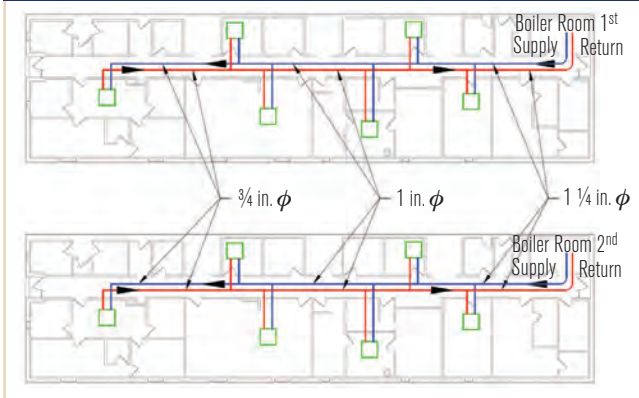 Boiler Room 1st
Supply Return
¾ in. ϕ 1 in. ϕ 1 ¼ in. ϕ
Boiler Room 2nd
Supply Return